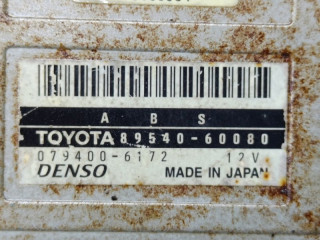 A B S
TOYOTA 89540-60080
079400-6172 12V
DENSO MADE IN JAPAN